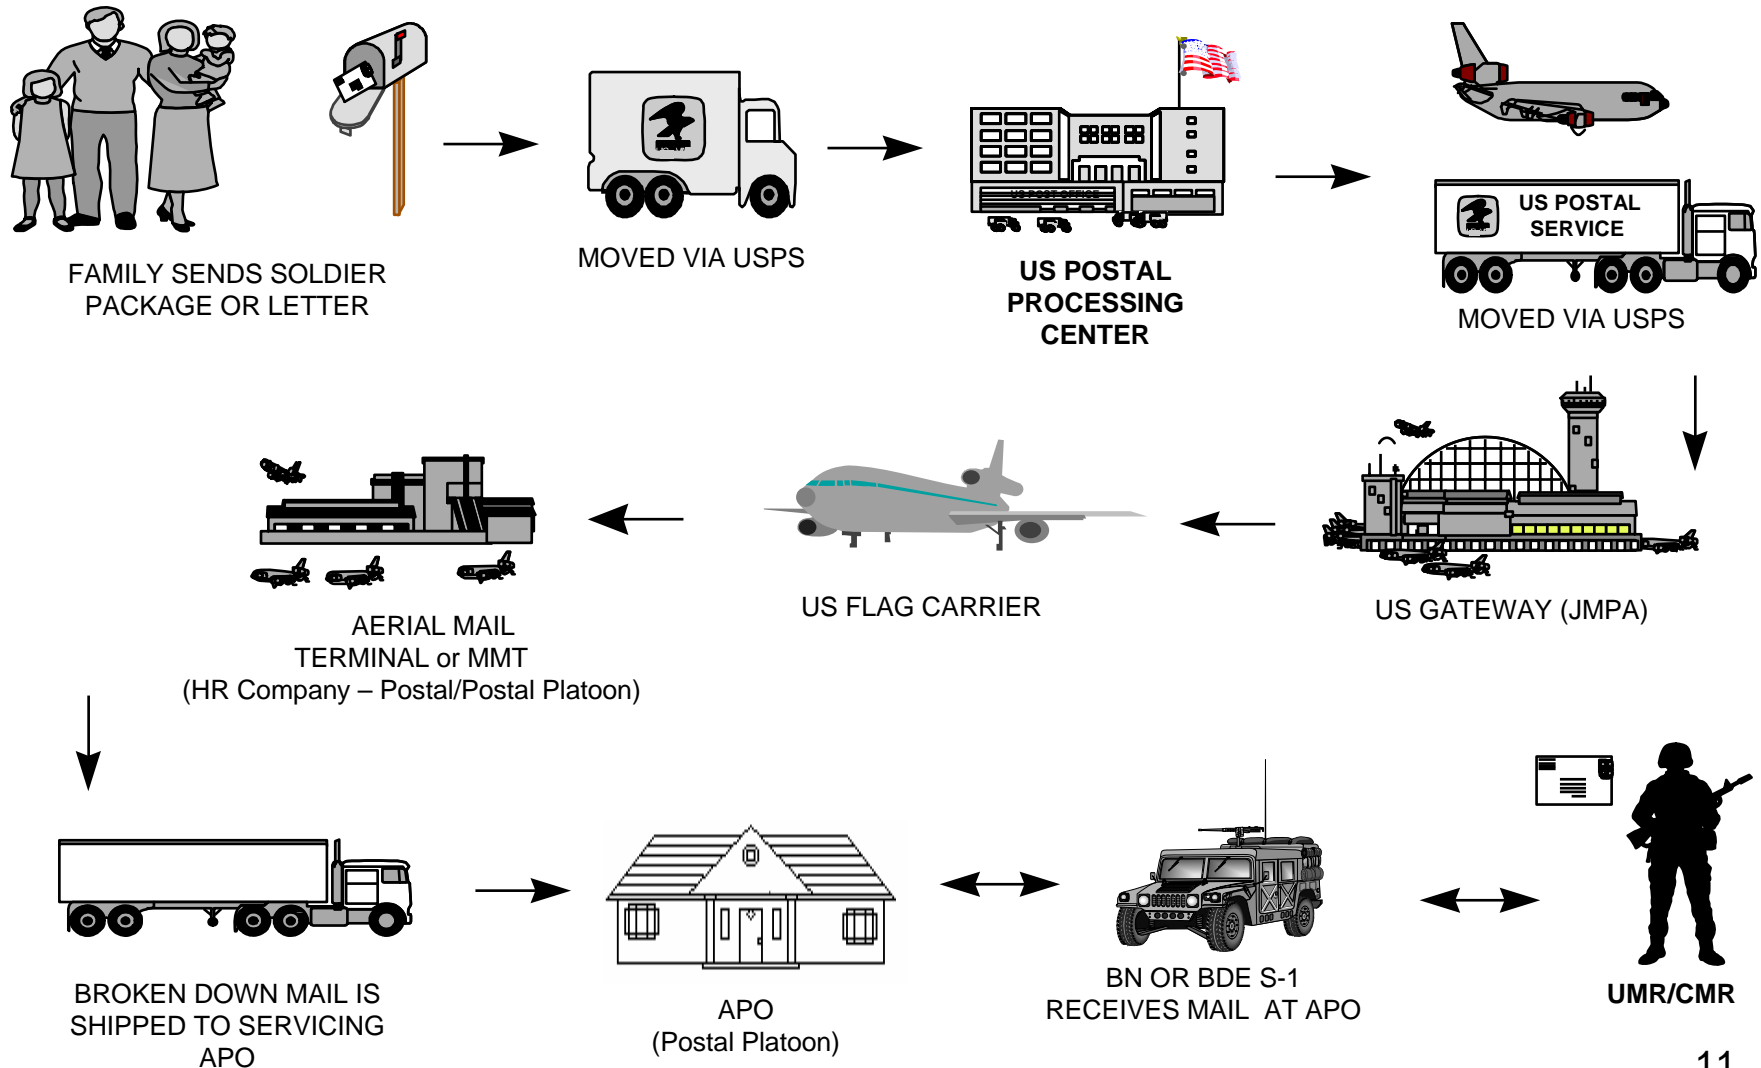 FAMILY SENDS SOLDIER
PACKAGE OR LETTER
MOVED VIA USPS
US POST OFFICE
US POSTAL
PROCESSING
CENTER
US POSTAL
SERVICE
MOVED VIA USPS
US GATEWAY (JMPA)
US FLAG CARRIER
AERIAL MAIL
TERMINAL or MMT
(HR Company – Postal/Postal Platoon)
BROKEN DOWN MAIL IS
SHIPPED TO SERVICING
APO
APO
(Postal Platoon)
BN OR BDE S-1
RECEIVES MAIL  AT APO
UMR/CMR
11